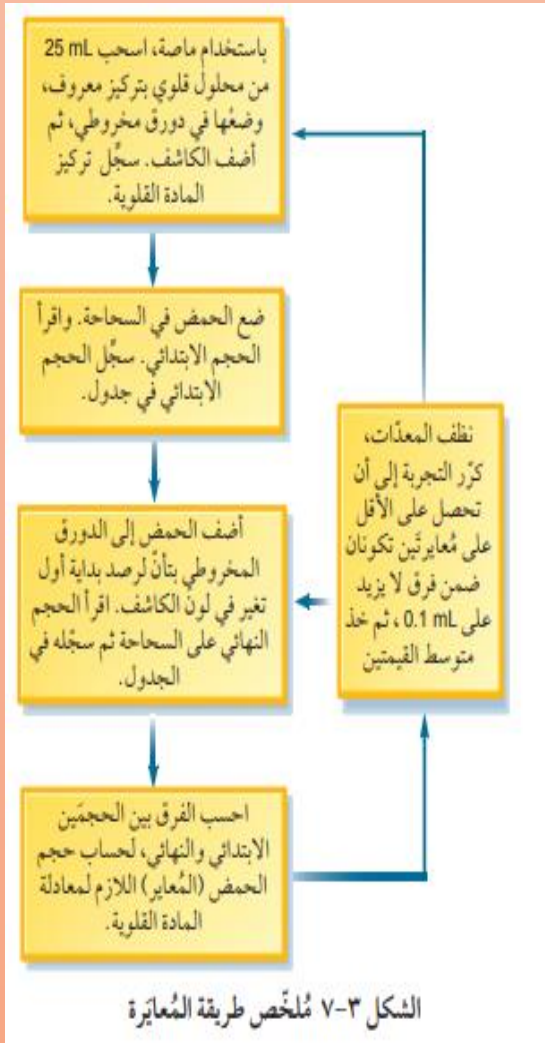 باستخدام ماصة، اسحب 25 mL
من محلول قلوي بتركيز معروف،
وضعْها في دورق مخروطي، ثم
أضف الكاشف. سجِّل تركيز
المادة القلوية.
ضع الحمض في السحاحة. واقرأ
الحجم الابتدائي. سجِّل الحجم
الابتدائي في جدول.
أضف الحمض إلى الدورق
المخروطي بتأنٍّ لرصد بداية أول
تغير في لون الكاشف. اقرأ الحجم
النهائي على السحاحة ثم سجّله في
الجدول.
احسب الفرق بين الحجمَين
الابتدائي والنهائي، لحساب حجم
الحمض (المُعاير) اللازم لمعادلة
المادة القلوية.
نظف المعدّات،
كرّر التجربة إلى أن
تحصل على الأقل
على مُعايرتَين تكونان
ضمن فرق لا يزيد
على 0.1 mL، ثم خذ
متوسط القيمتين
الشكل ٣-٧ مُلخّص طريقة المُعايَرة